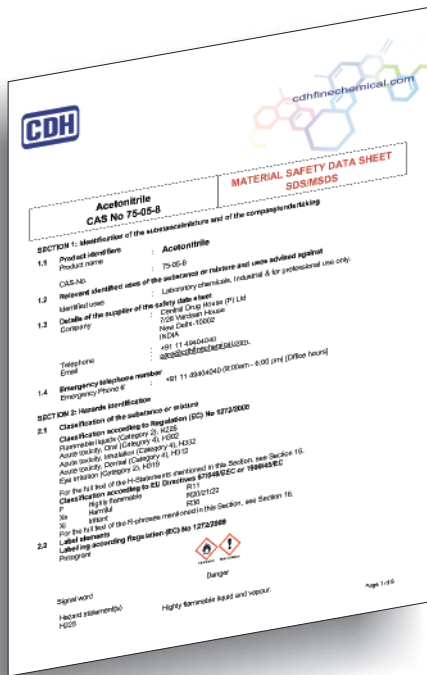 cdhfinechemical.com
CDH
Acetonitrile
CAS No 75-05-8
MATERIAL SAFETY DATA SHEET
SDS/MSDS
SECTION 1: Identification of the substance/mixture and of the company/undertaking
1.1 Product identifiers
Product name : Acetonitrile
CAS-No. : 75-05-8
1.2 Relevant identified uses of the substance or mixture and uses advised against
Identified uses : Laboratory chemicals, Industrial & for professional use only.
1.3 Details of the supplier of the safety data sheet
Company : Central Drug House (P) Ltd
7/28 Vardaan House
New Delhi-10002
INDIA
Telephone : +91 11 49404040
Email :
1.4 Emergency telephone number
Emergency Phone # : +91 11 49404040 (9:00am - 6:00 pm) [Office hours]
SECTION 2: Hazards identification
2.1 Classification of the substance or mixture
Classification according to Regulation (EC) No 1272/2008
Flammable liquids (Category 2), H225
Acute toxicity, Oral (Category 4), H302
Acute toxicity, Inhalation (Category 4), H332
Acute toxicity, Dermal (Category 4), H312
Eye irritation (Category 2), H319
For the full text of the H-Statements mentioned in this Section, see Section 16.
Classification according to EU Directives 67/548/EEC or 1999/45/EC
F Highly flammable R11
Xn Harmful R20/21/22
Xi Irritant R36
For the full text of the R-phrases mentioned in this Section, see Section 16.
2.2 Label elements
Labelling according Regulation (EC) No 1272/2008
Pictogram
Signal word Danger
Hazard statement(s)
H225 Highly flammable liquid and vapour.